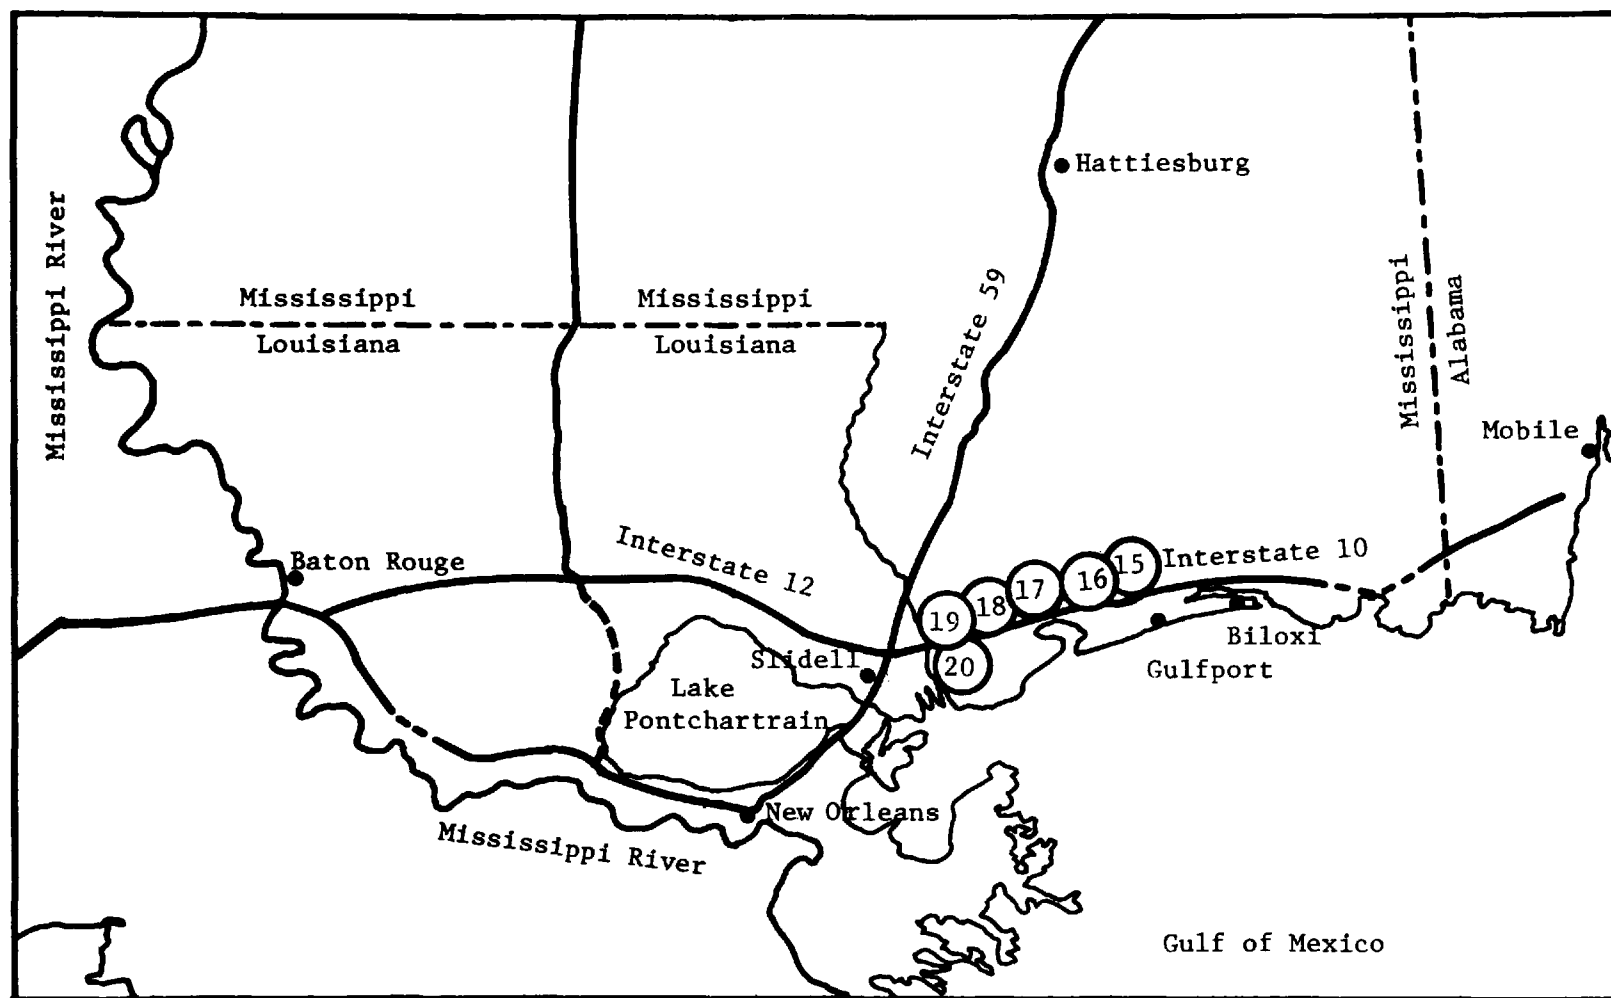 Hattiesburg
Mississippi River
Mississippi
Mississippi
Louisiana
Louisiana
Interstate 59
Mississippi
Alabama
Mobile
Interstate 12
Baton Rouge
15
Interstate 10
16
17
18
19
20
Biloxi
Gulfport
Slidell
Lake
Pontchartrain
New Orleans
Mississippi River
Gulf of Mexico